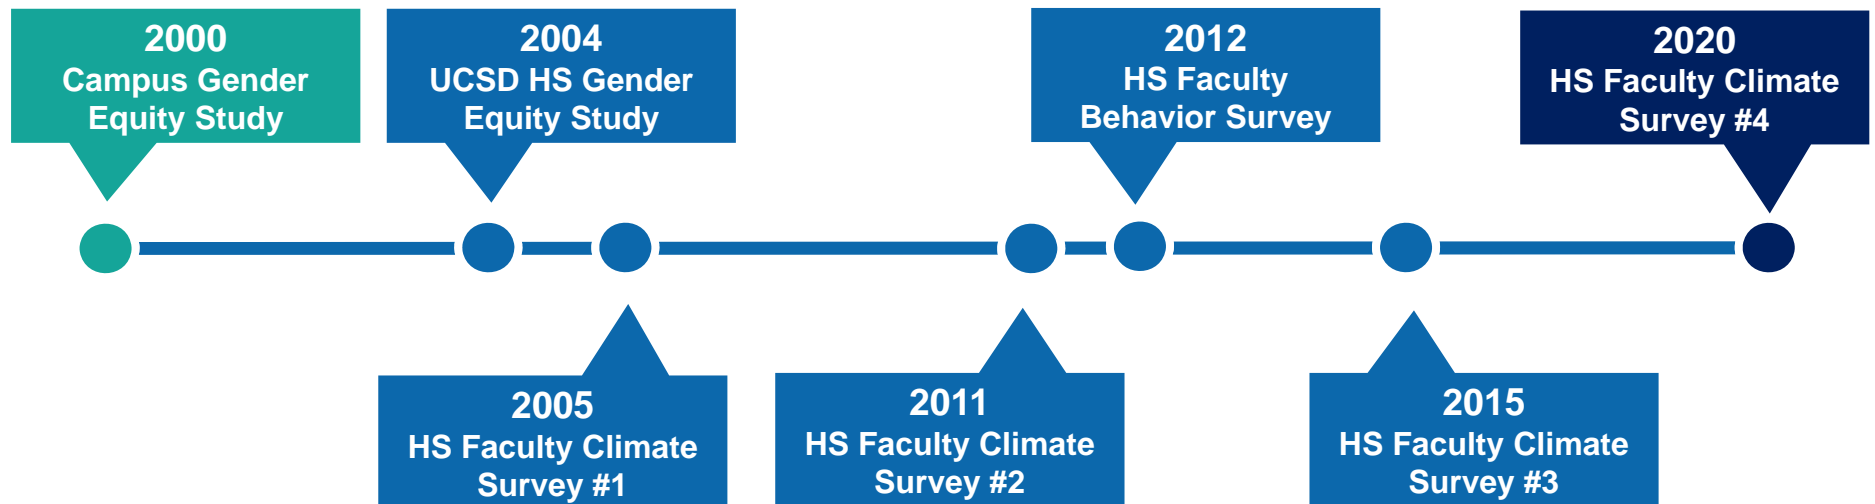 2000
Campus Gender
Equity Study
2004
UCSD HS Gender
Equity Study
2012
HS Faculty
Behavior Survey
2020
HS Faculty Climate
Survey #4
2005
HS Faculty Climate
Survey #1
2011
HS Faculty Climate
Survey #2
2015
HS Faculty Climate
Survey #3